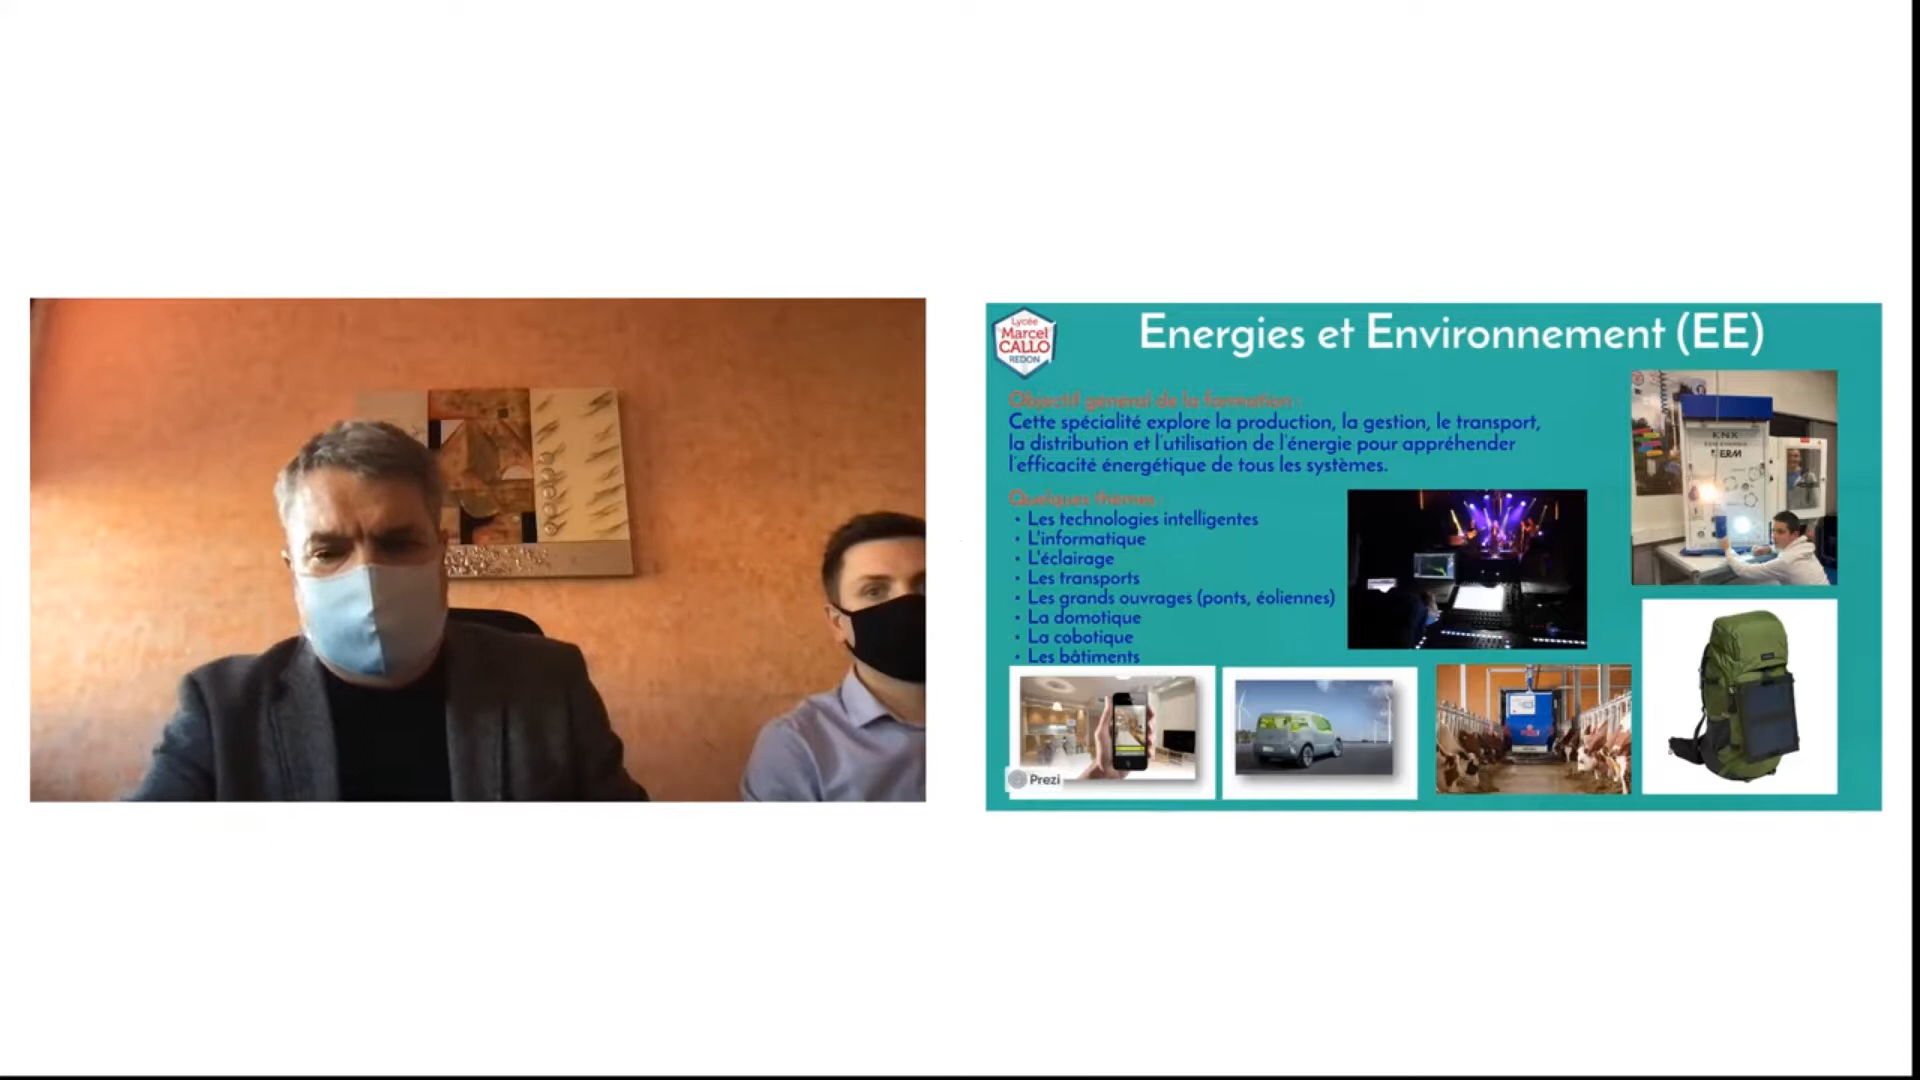 Lycée
Marcel
CALLO
REDON
Energies et Environnement (EE)
Objectif général de la formation :
Cette spécialité explore la production, la gestion, le transport,
la distribution et l'utilisation de l'énergie pour appréhender
l'efficacité énergétique de tous les systèmes.
Quelques thèmes :
• Les technologies intelligentes
• L'informatique
• L'éclairage
• Les transports
• Les grands ouvrages (ponts, éoliennes)
• La domotique
• La cobotique
• Les bâtiments
KNX
ERM
Prezi